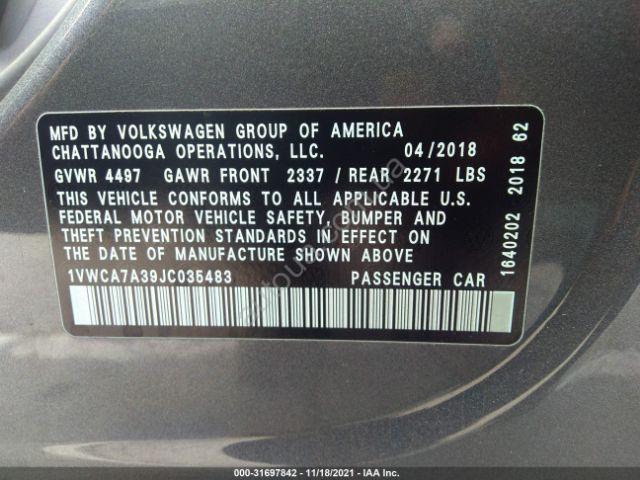 MFD BY VOLKSWAGEN GROUP OF AMERICA
CHATTANOOGA OPERATIONS, LLC. 04/2018
GVWR 4497 GAWR FRONT 2337 / REAR 2271 LBS
THIS VEHICLE CONFORMS TO ALL APPLICABLE U.S.
FEDERAL MOTOR VEHICLE SAFETY, BUMPER AND
THEFT PREVENTION STANDARDS IN EFFECT ON
THE DATE OF MANUFACTURE SHOWN ABOVE
1VWCA7A39JC035483 PASSENGER CAR
1640202 2018 62
000-31697842 - 11/18/2021 - IAA Inc.